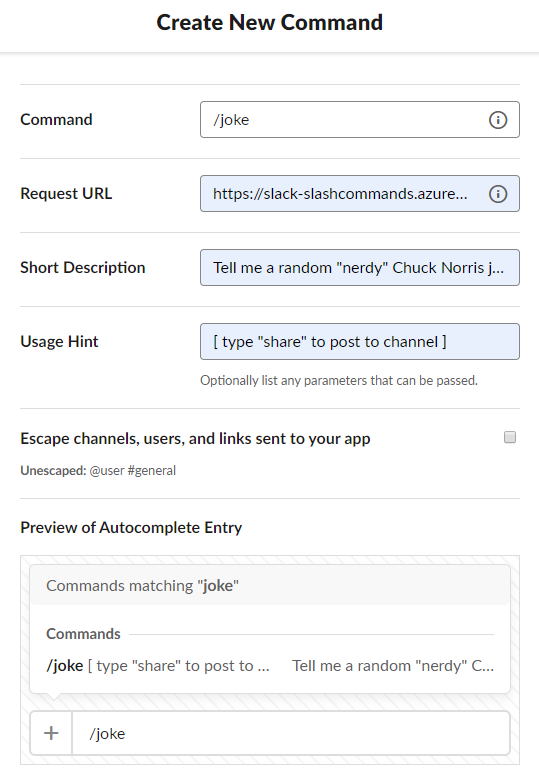 Create New Command
Command /joke
Request URL https://slack-slashcommands.azure...
Short Description Tell me a random "nerdy" Chuck Norris j...
Usage Hint [ type "share" to post to channel ]
Optionally list any parameters that can be passed.
Escape channels, users, and links sent to your app
Unescaped: @user #general
Preview of Autocomplete Entry
Commands matching "joke"
Commands
/joke [ type "share" to post to ... Tell me a random "nerdy" C...
+ /joke